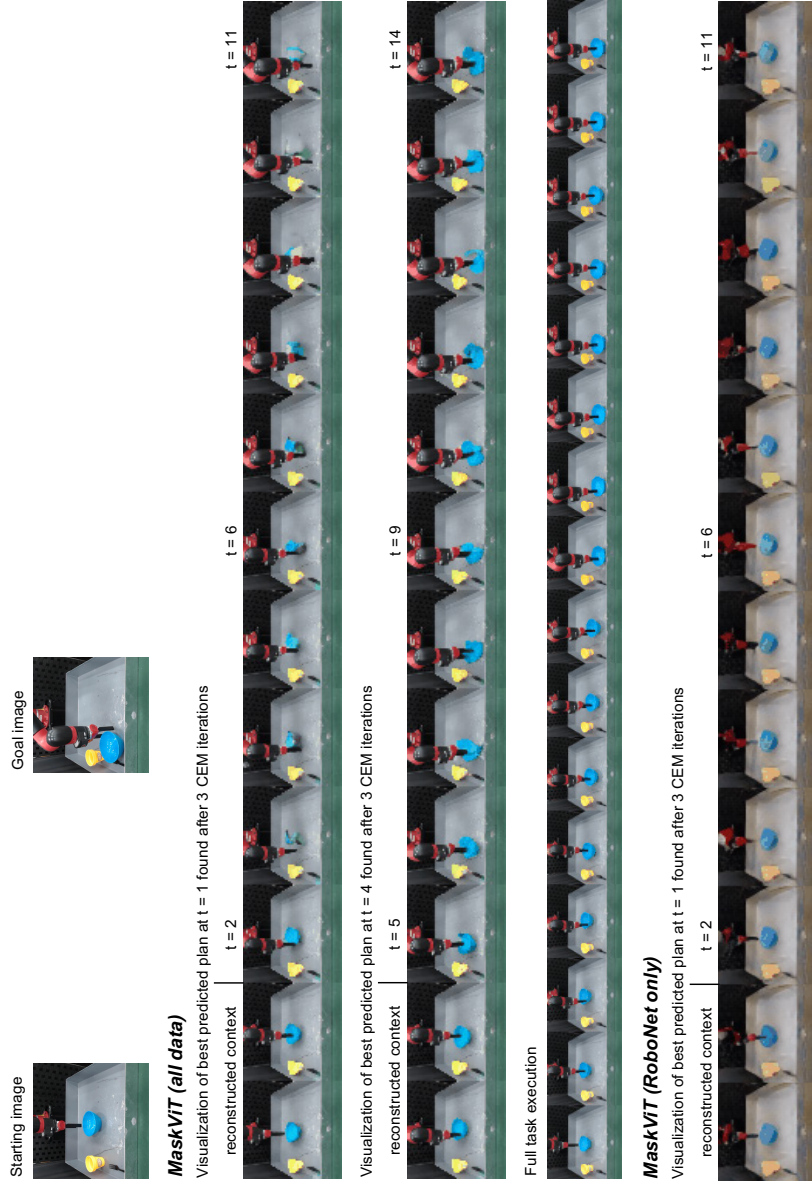 Starting image
Goal image
MaskViT (all data)
Visualization of best predicted plan at t = 1 found after 3 CEM iterations
reconstructed context
t = 2
t = 6
t = 11
Visualization of best predicted plan at t = 4 found after 3 CEM iterations
reconstructed context
t = 5
t = 9
t = 14
Full task execution
MaskViT (RoboNet only)
Visualization of best predicted plan at t = 1 found after 3 CEM iterations
reconstructed context
t = 2
t = 6
t = 11